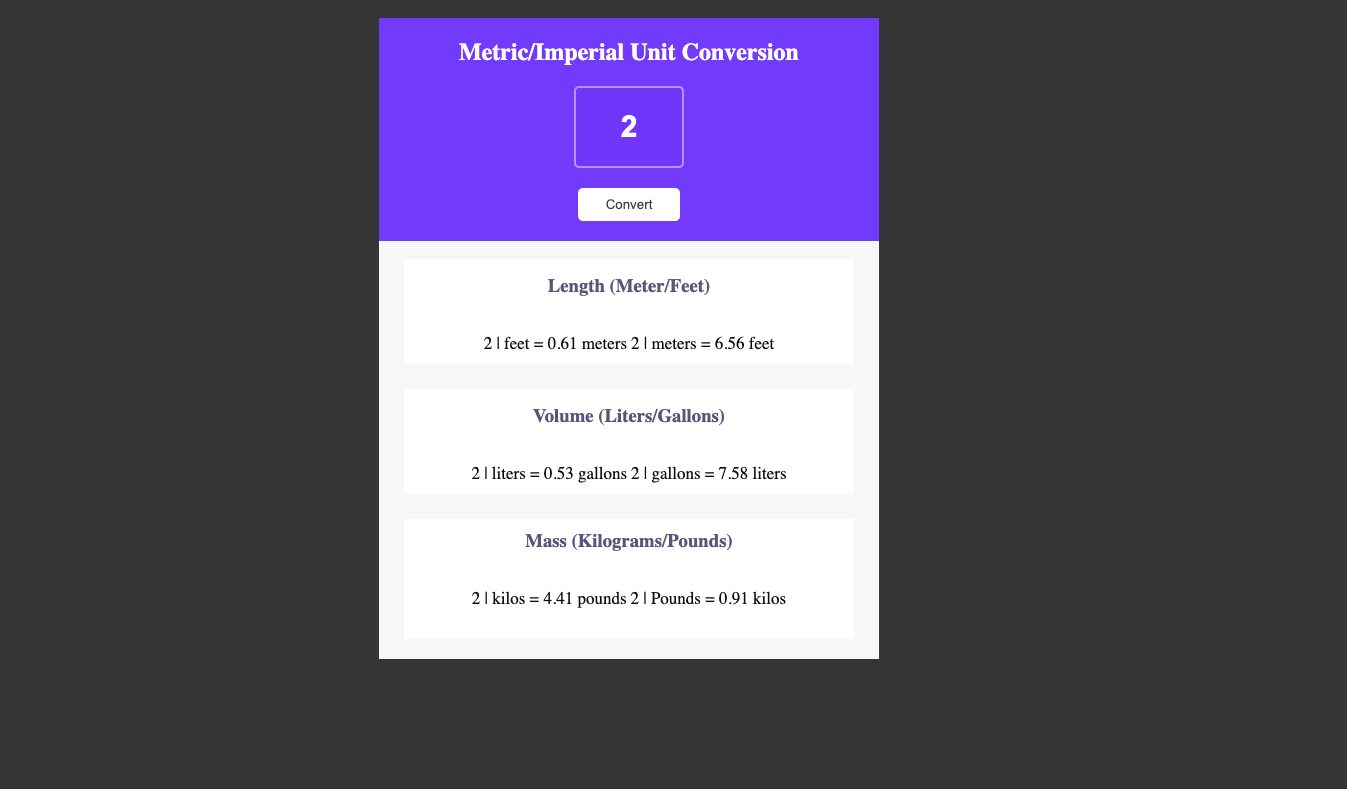 Metric/Imperial Unit Conversion
2
Convert
Length (Meter/Feet)
2 | feet = 0.61 meters 2 | meters = 6.56 feet
Volume (Liters/Gallons)
2 | liters = 0.53 gallons 2 | gallons = 7.58 liters
Mass (Kilograms/Pounds)
2 | kilos = 4.41 pounds 2 | Pounds = 0.91 kilos